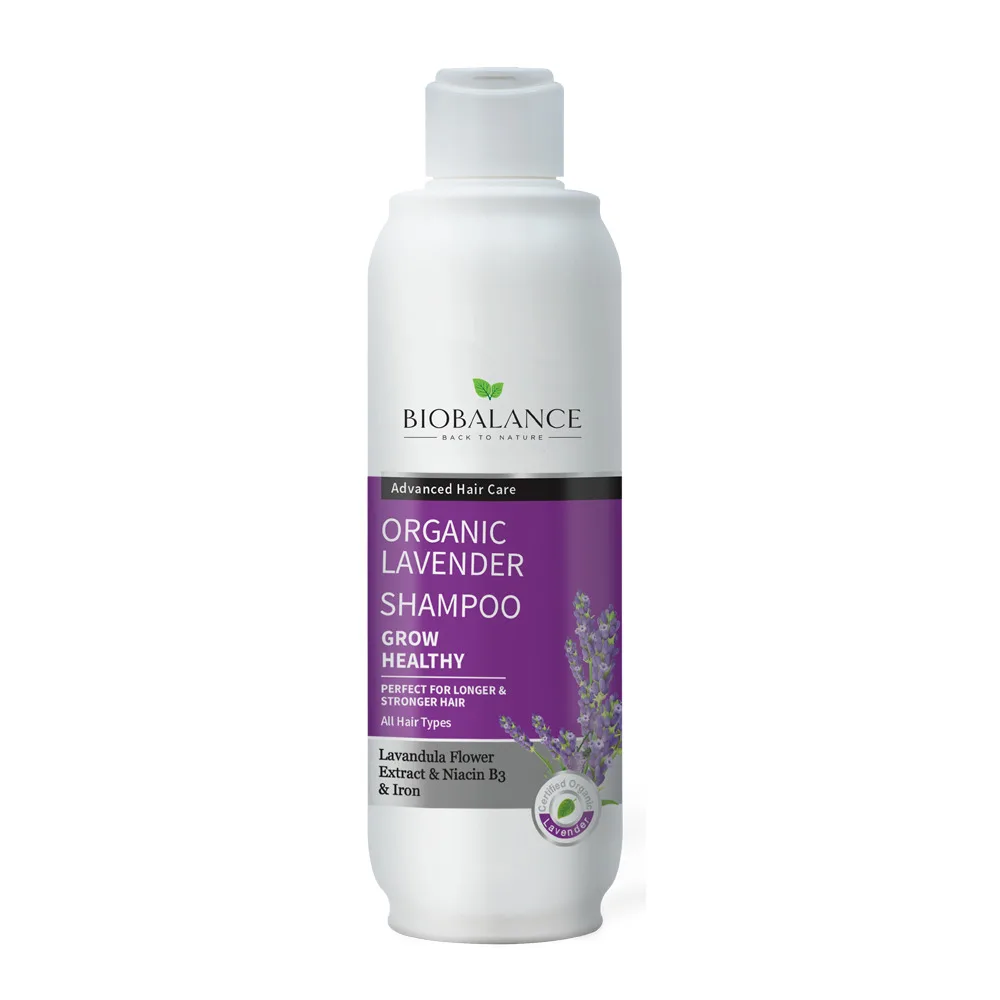 BIOBALANCE
BACK TO NATURE
Advanced Hair Care
ORGANIC
LAVENDER
SHAMPOO
GROW
HEALTHY
PERFECT FOR LONGER &
STRONGER HAIR
All Hair Types
Lavandula Flower
Extract & Niacin B3
& Iron
Certified Organic
Lavender